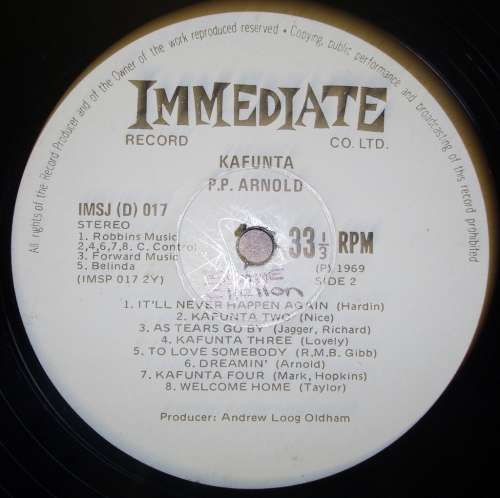 All rights of the Record Producer and of the Owner of the work reproduced reserved • Copying, public performance and broadcasting of this record prohibited
IMMEDIATE
RECORD CO. LTD.
KAFUNTA
P.P. ARNOLD
IMSJ (D) 017
STEREO
1. Robbins Music
2,4,6,7,8. C. Control
3. Forward Music
5. Belinda
(IMSP 017 2Y)
33 1/3 RPM
(P) 1969
SIDE 2
1. IT'LL NEVER HAPPEN AGAIN (Hardin)
2. KAFUNTA TWO (Nice)
3. AS TEARS GO BY (Jagger, Richard)
4. KAFUNTA THREE (Lovely)
5. TO LOVE SOMEBODY (R.M.B. Gibb)
6. DREAMIN' (Arnold)
7. KAFUNTA FOUR (Mark, Hopkins)
8. WELCOME HOME (Taylor)
Producer: Andrew Loog Oldham